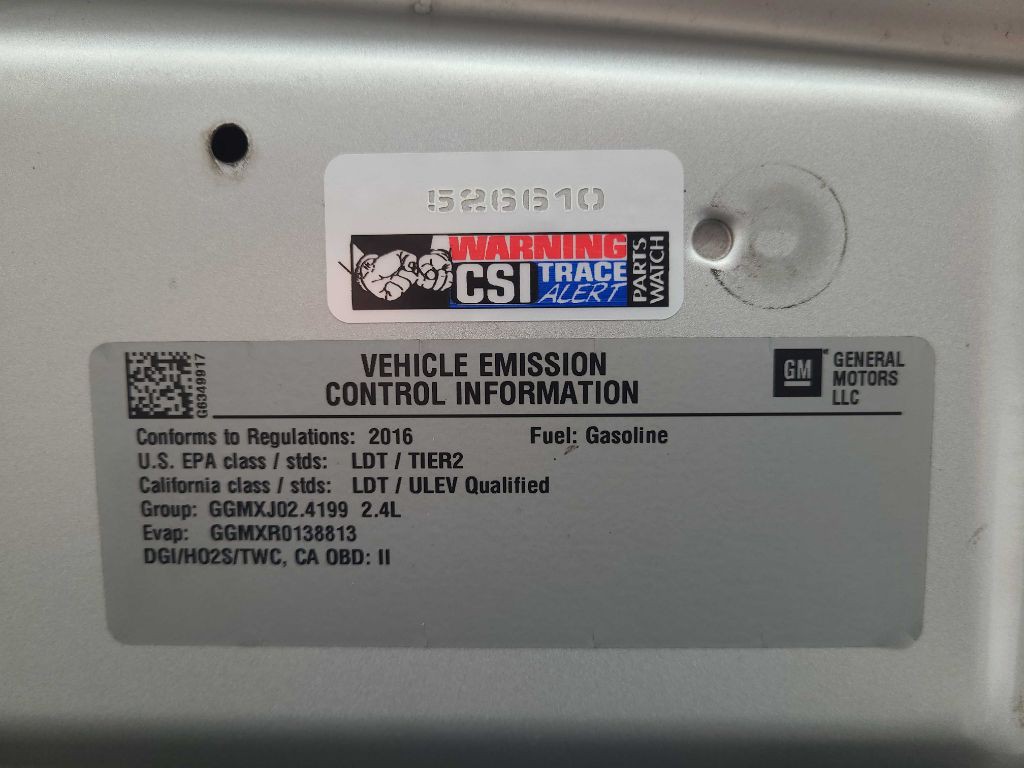 526610
WARNING
CSI TRACE
ALERT
PARTS
WATCH
G6349917
VEHICLE EMISSION
CONTROL INFORMATION
GM
GENERAL
MOTORS
LLC
Conforms to Regulations: 2016 Fuel: Gasoline
U.S. EPA class / stds: LDT / TIER2
California class / stds: LDT / ULEV Qualified
Group: GGMXJ02.4199 2.4L
Evap: GGMXR0138813
DGI/HO2S/TWC, CA OBD: II